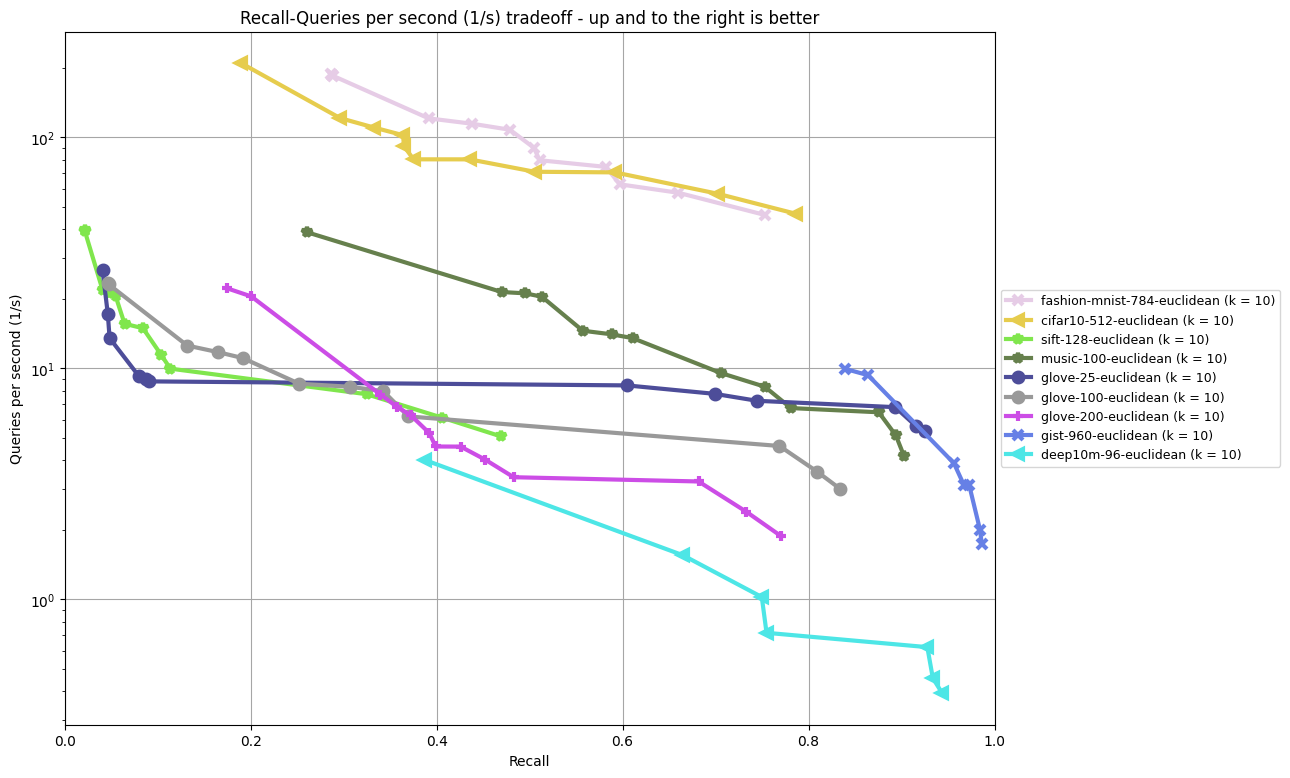 Recall-Queries per second (1/s) tradeoff - up and to the right is better
Queries per second (1/s)
10²
10¹
10⁰
0.0 0.2 0.4 0.6 0.8 1.0
Recall
fashion-mnist-784-euclidean (k = 10)
cifar10-512-euclidean (k = 10)
sift-128-euclidean (k = 10)
music-100-euclidean (k = 10)
glove-25-euclidean (k = 10)
glove-100-euclidean (k = 10)
glove-200-euclidean (k = 10)
gist-960-euclidean (k = 10)
deep10m-96-euclidean (k = 10)